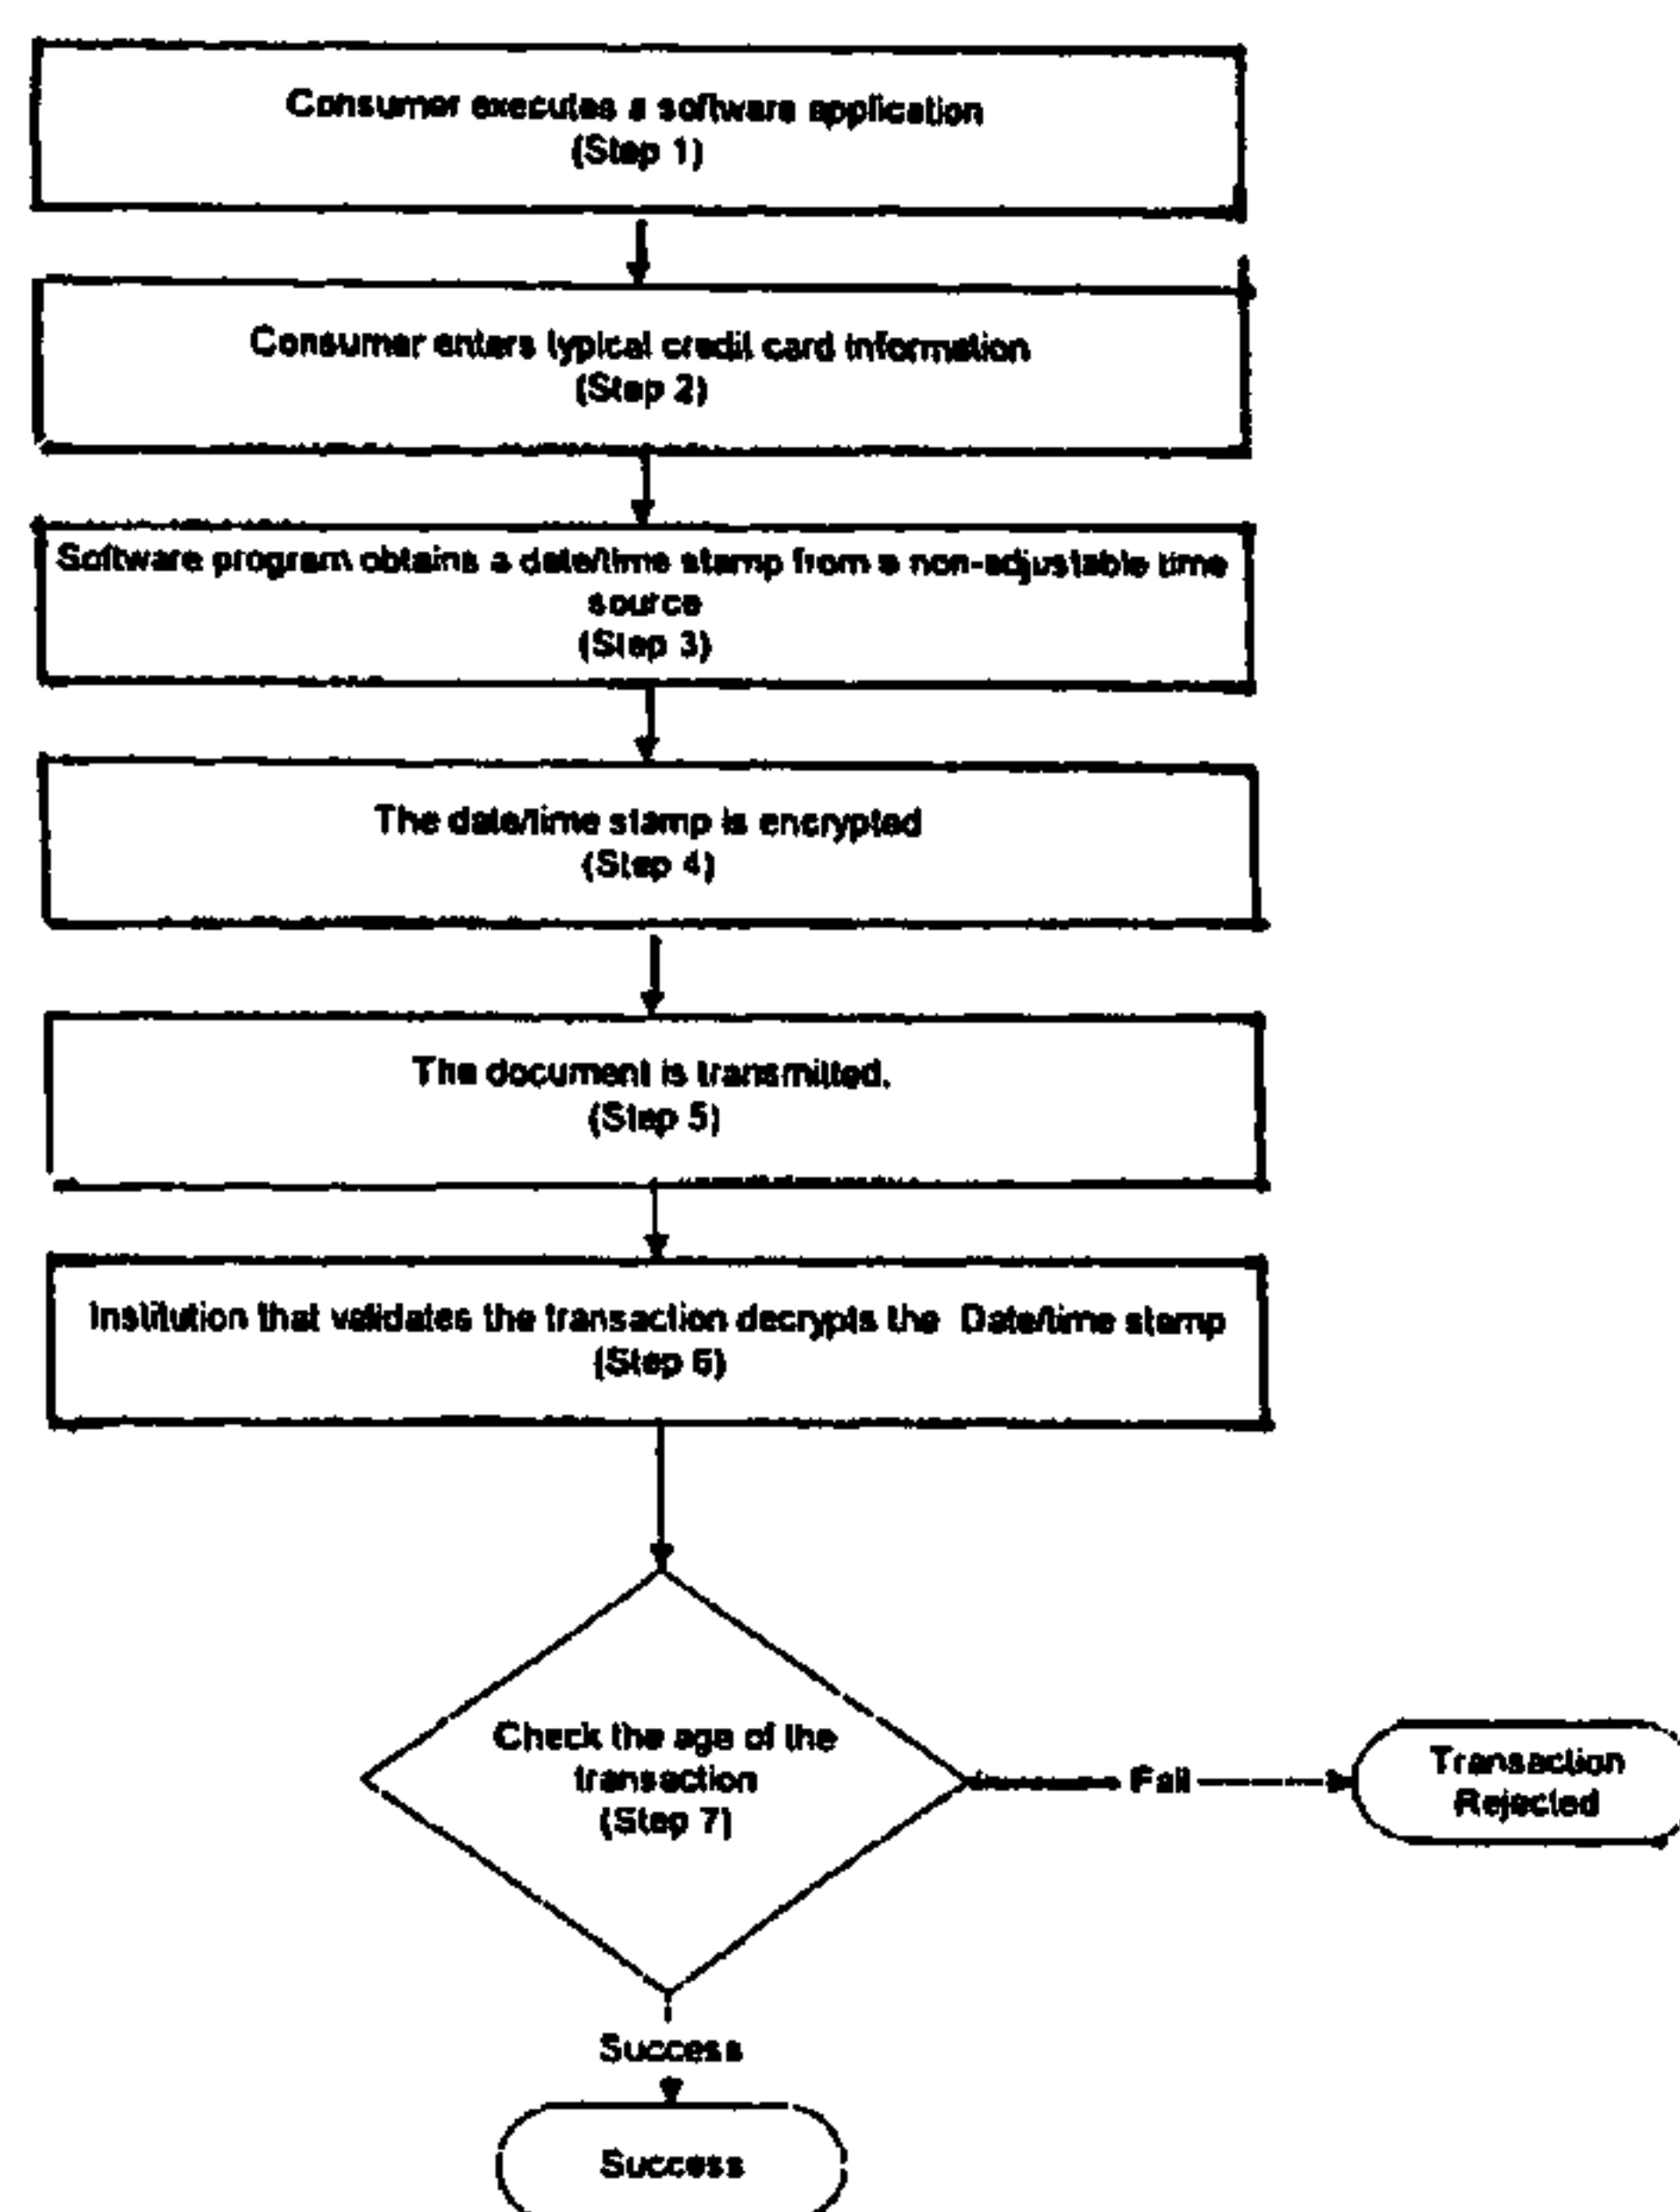 Consumer executes a software application
(Step 1)
Consumer enters typical credit card information
(Step 2)
Software program obtains a date/time stamp from a non-adjustable time
source
(Step 3)
The date/time stamp is encrypted
(Step 4)
The document is transmitted.
(Step 5)
Institution that validates the transaction decrypts the Date/time stamp
(Step 6)
Check the age of the
transaction
(Step 7)
Fail
Transaction
Rejected
Success
Success